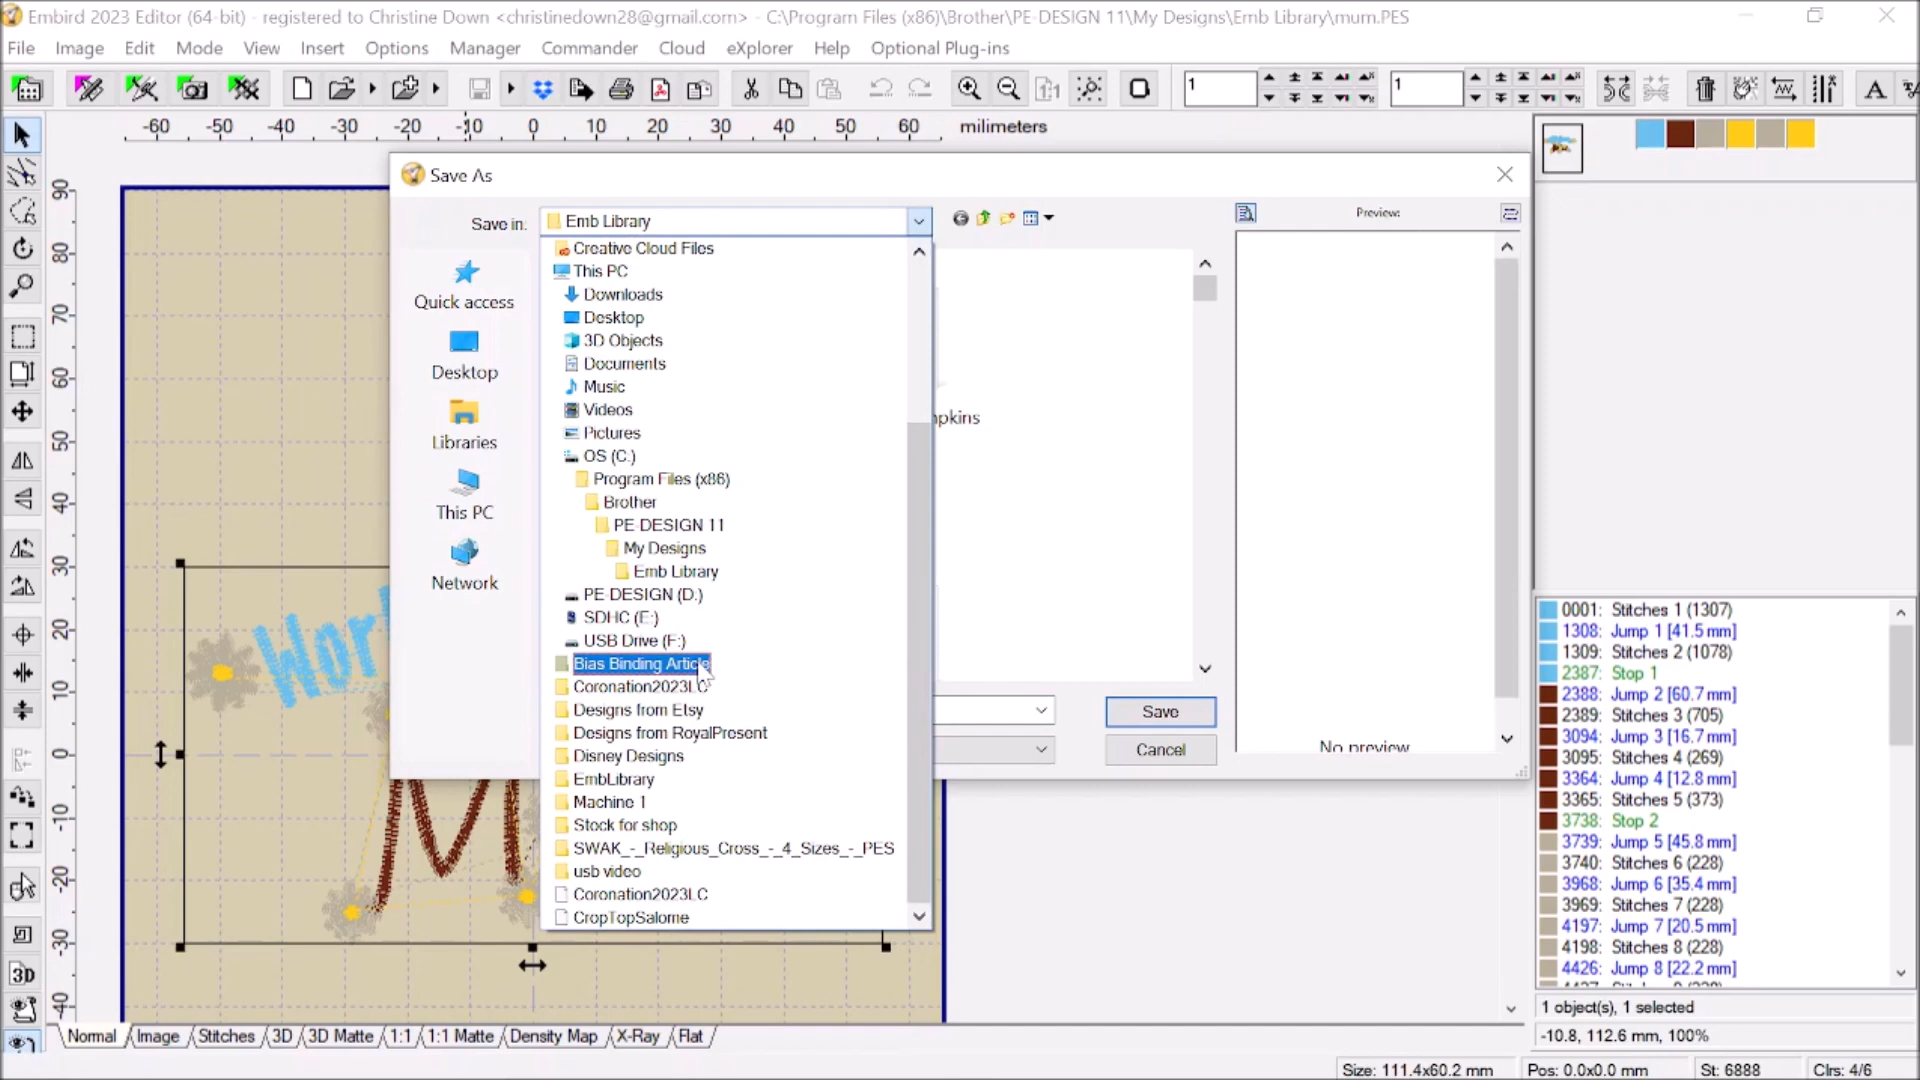 Embird 2023 Editor (64-bit) - registered to Christine Down <christinedown28@gmail.com> - C:\Program Files (x86)\Brother\PE-DESIGN 11\My Designs\Emb Library\mum.PES
File Image Edit Mode View Insert Options Manager Commander Cloud eXplorer Help Optional Plug-ins
1 1
-60 -50 -40 -30 -20 -10 0 10 20 30 40 50 60 milimeters
90
80
70
60
50
40
30
20
10
0
-10
-20
-30
-40
Wor
M
Save As
Save in: Emb Library
Quick access
Desktop
Libraries
This PC
Network
Creative Cloud Files
This PC
Downloads
Desktop
3D Objects
Documents
Music
Videos
Pictures
OS (C:)
Program Files (x86)
Brother
PE-DESIGN 11
My Designs
Emb Library
PE-DESIGN (D:)
SDHC (E:)
USB Drive (F:)
Bias Binding Article
Coronation2023LC
Designs from Etsy
Designs from RoyalPresent
Disney Designs
EmbLibrary
Machine 1
Stock for shop
SWAK_-_Religious_Cross_-_4_Sizes_-_PES
usb video
Coronation2023LC
CropTopSalome
mpkins
Save
Cancel
Preview:
No preview
0001: Stitches 1 (1307)
1308: Jump 1 [41.5 mm]
1309: Stitches 2 (1078)
2387: Stop 1
2388: Jump 2 [60.7 mm]
2389: Stitches 3 (705)
3094: Jump 3 [16.7 mm]
3095: Stitches 4 (269)
3364: Jump 4 [12.8 mm]
3365: Stitches 5 (373)
3738: Stop 2
3739: Jump 5 [45.8 mm]
3740: Stitches 6 (228)
3968: Jump 6 [35.4 mm]
3969: Stitches 7 (228)
4197: Jump 7 [20.5 mm]
4198: Stitches 8 (228)
4426: Jump 8 [22.2 mm]
1 object(s), 1 selected
-10.8, 112.6 mm, 100%
3D
Normal Image Stitches 3D 3D Matte 1:1 1:1 Matte Density Map X-Ray Flat
Size: 111.4x60.2 mm Pos: 0.0x0.0 mm St: 6888 Clrs: 4/6